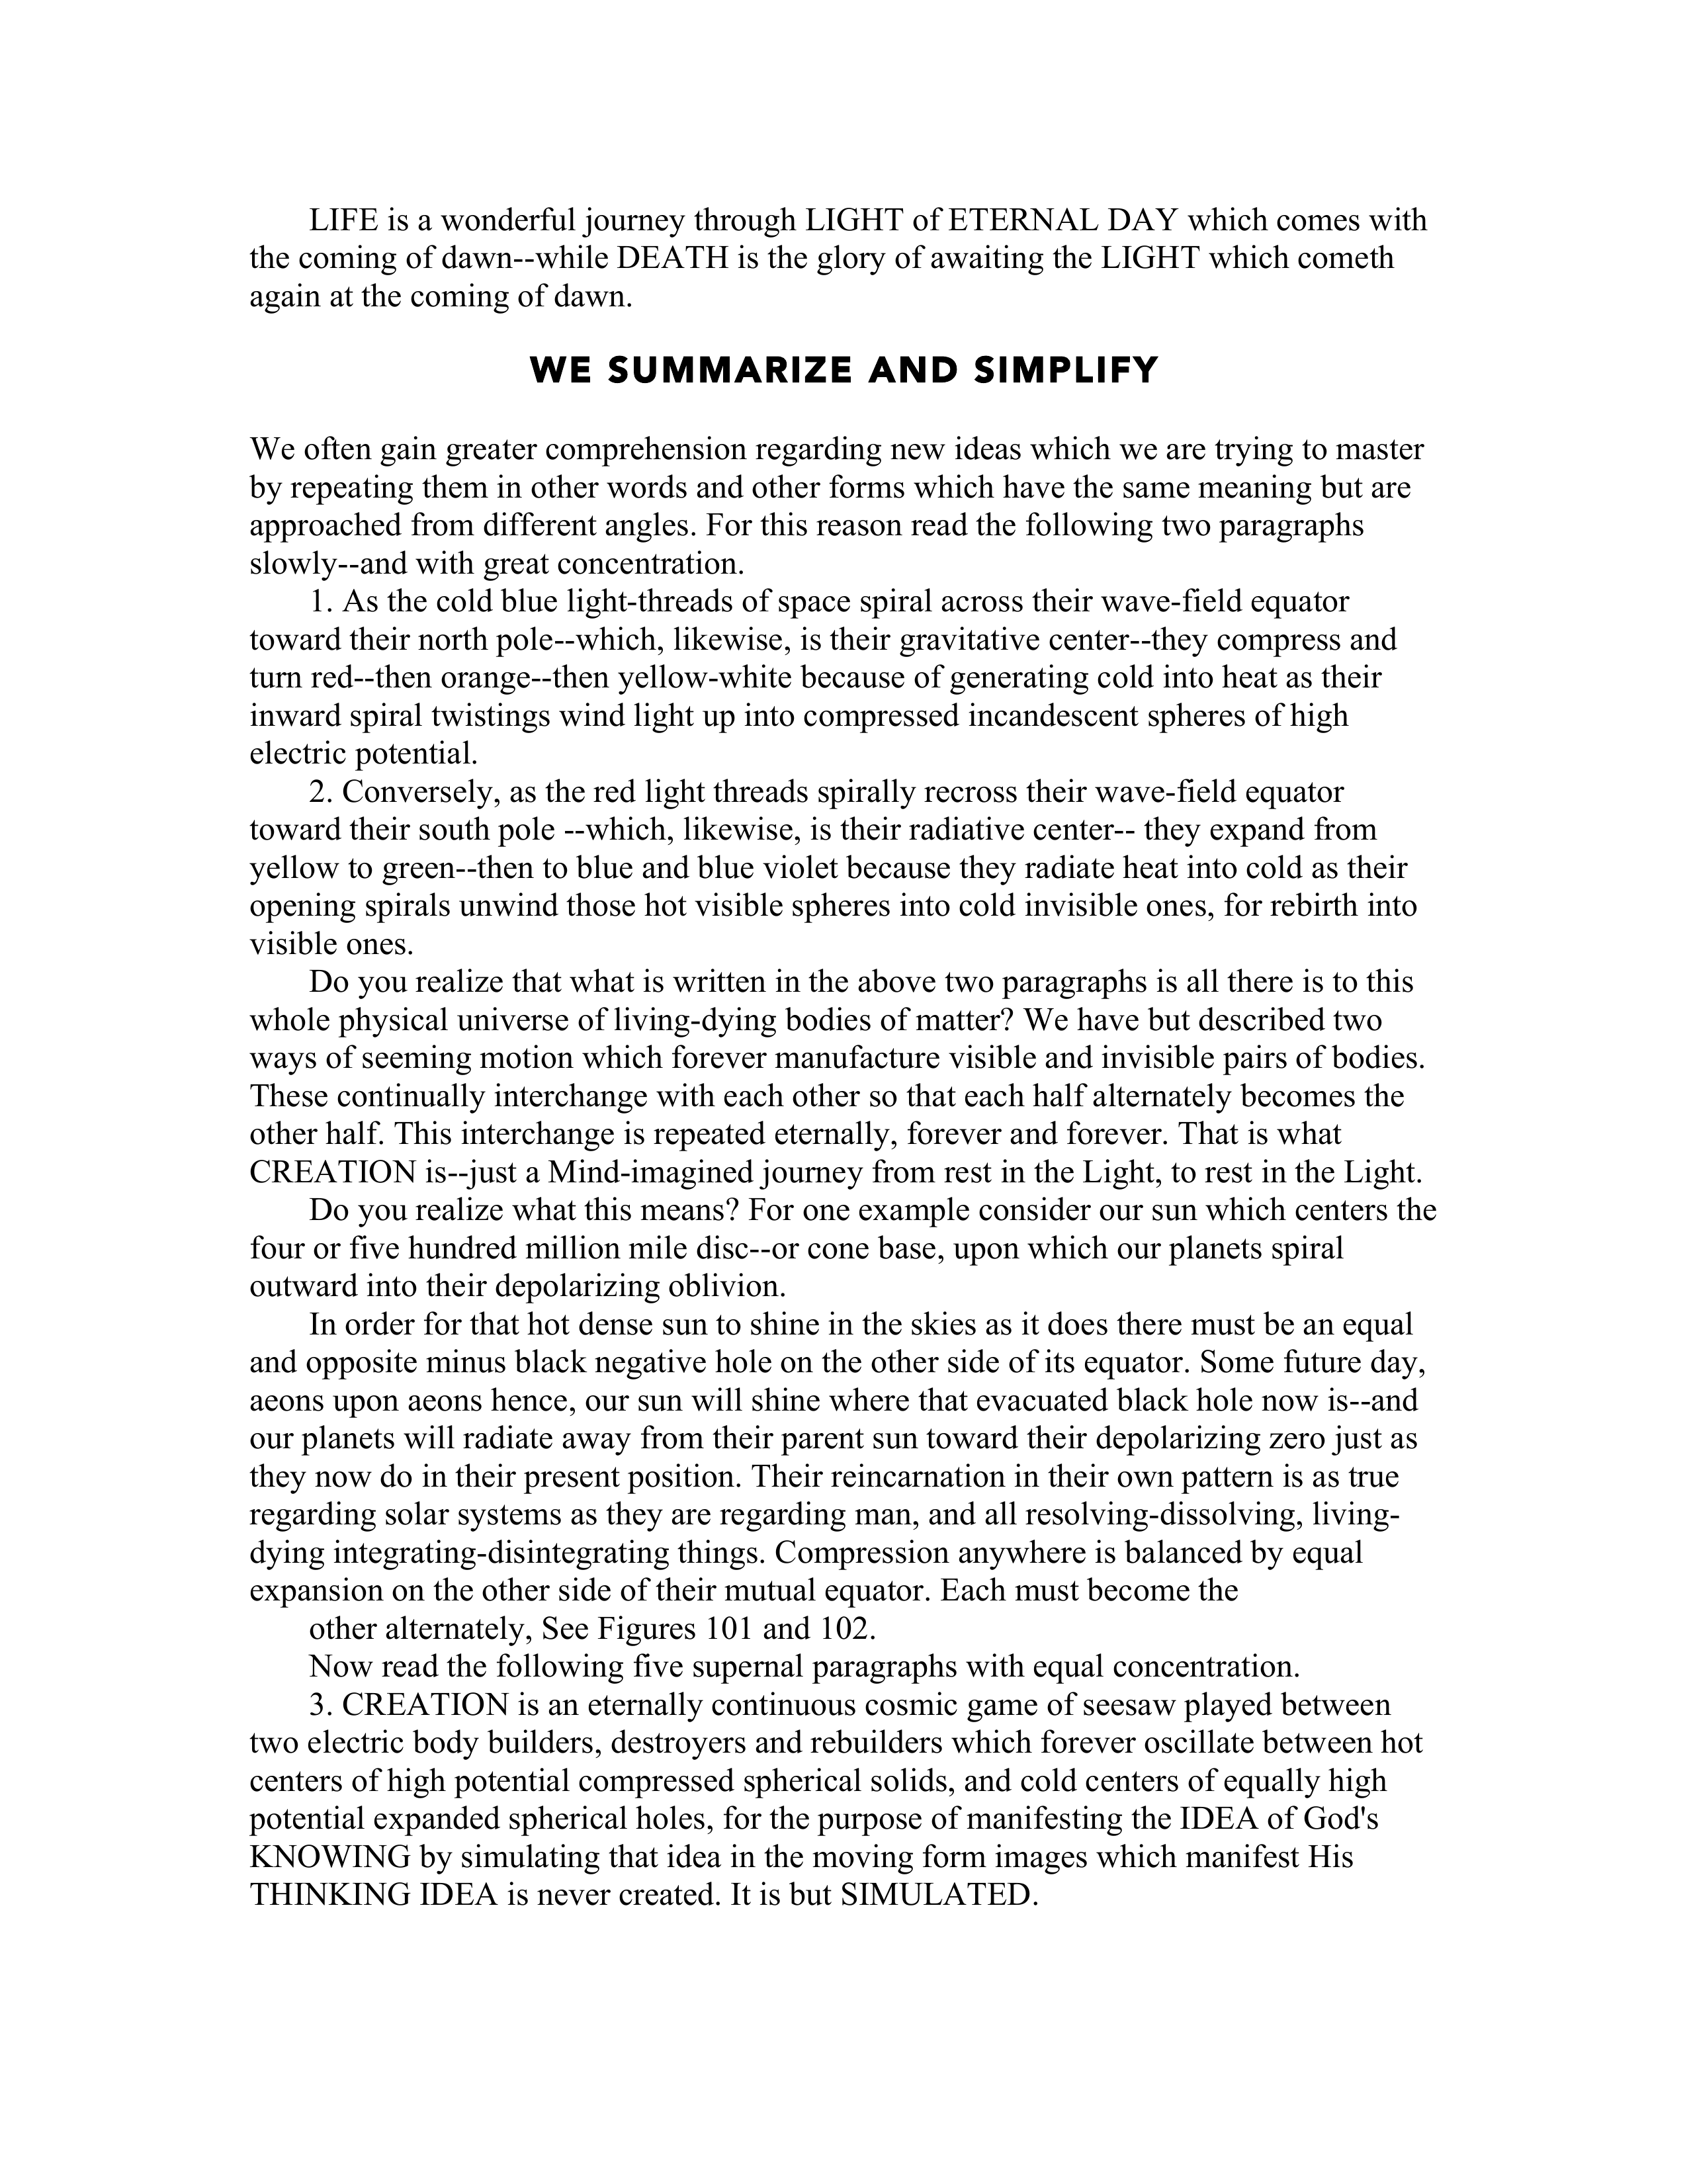 LIFE is a wonderful journey through LIGHT of ETERNAL DAY which comes with
the coming of dawn--while DEATH is the glory of awaiting the LIGHT which cometh
again at the coming of dawn.
WE SUMMARIZE AND SIMPLIFY
We often gain greater comprehension regarding new ideas which we are trying to master
by repeating them in other words and other forms which have the same meaning but are
approached from different angles. For this reason read the following two paragraphs
slowly--and with great concentration.
1. As the cold blue light-threads of space spiral across their wave-field equator
toward their north pole--which, likewise, is their gravitative center--they compress and
turn red--then orange--then yellow-white because of generating cold into heat as their
inward spiral twistings wind light up into compressed incandescent spheres of high
electric potential.
2. Conversely, as the red light threads spirally recross their wave-field equator
toward their south pole --which, likewise, is their radiative center-- they expand from
yellow to green--then to blue and blue violet because they radiate heat into cold as their
opening spirals unwind those hot visible spheres into cold invisible ones, for rebirth into
visible ones.
Do you realize that what is written in the above two paragraphs is all there is to this
whole physical universe of living-dying bodies of matter? We have but described two
ways of seeming motion which forever manufacture visible and invisible pairs of bodies.
These continually interchange with each other so that each half alternately becomes the
other half. This interchange is repeated eternally, forever and forever. That is what
CREATION is--just a Mind-imagined journey from rest in the Light, to rest in the Light.
Do you realize what this means? For one example consider our sun which centers the
four or five hundred million mile disc--or cone base, upon which our planets spiral
outward into their depolarizing oblivion.
In order for that hot dense sun to shine in the skies as it does there must be an equal
and opposite minus black negative hole on the other side of its equator. Some future day,
aeons upon aeons hence, our sun will shine where that evacuated black hole now is--and
our planets will radiate away from their parent sun toward their depolarizing zero just as
they now do in their present position. Their reincarnation in their own pattern is as true
regarding solar systems as they are regarding man, and all resolving-dissolving, living-
dying integrating-disintegrating things. Compression anywhere is balanced by equal
expansion on the other side of their mutual equator. Each must become the
other alternately, See Figures 101 and 102.
Now read the following five supernal paragraphs with equal concentration.
3. CREATION is an eternally continuous cosmic game of seesaw played between
two electric body builders, destroyers and rebuilders which forever oscillate between hot
centers of high potential compressed spherical solids, and cold centers of equally high
potential expanded spherical holes, for the purpose of manifesting the IDEA of God's
KNOWING by simulating that idea in the moving form images which manifest His
THINKING IDEA is never created. It is but SIMULATED.